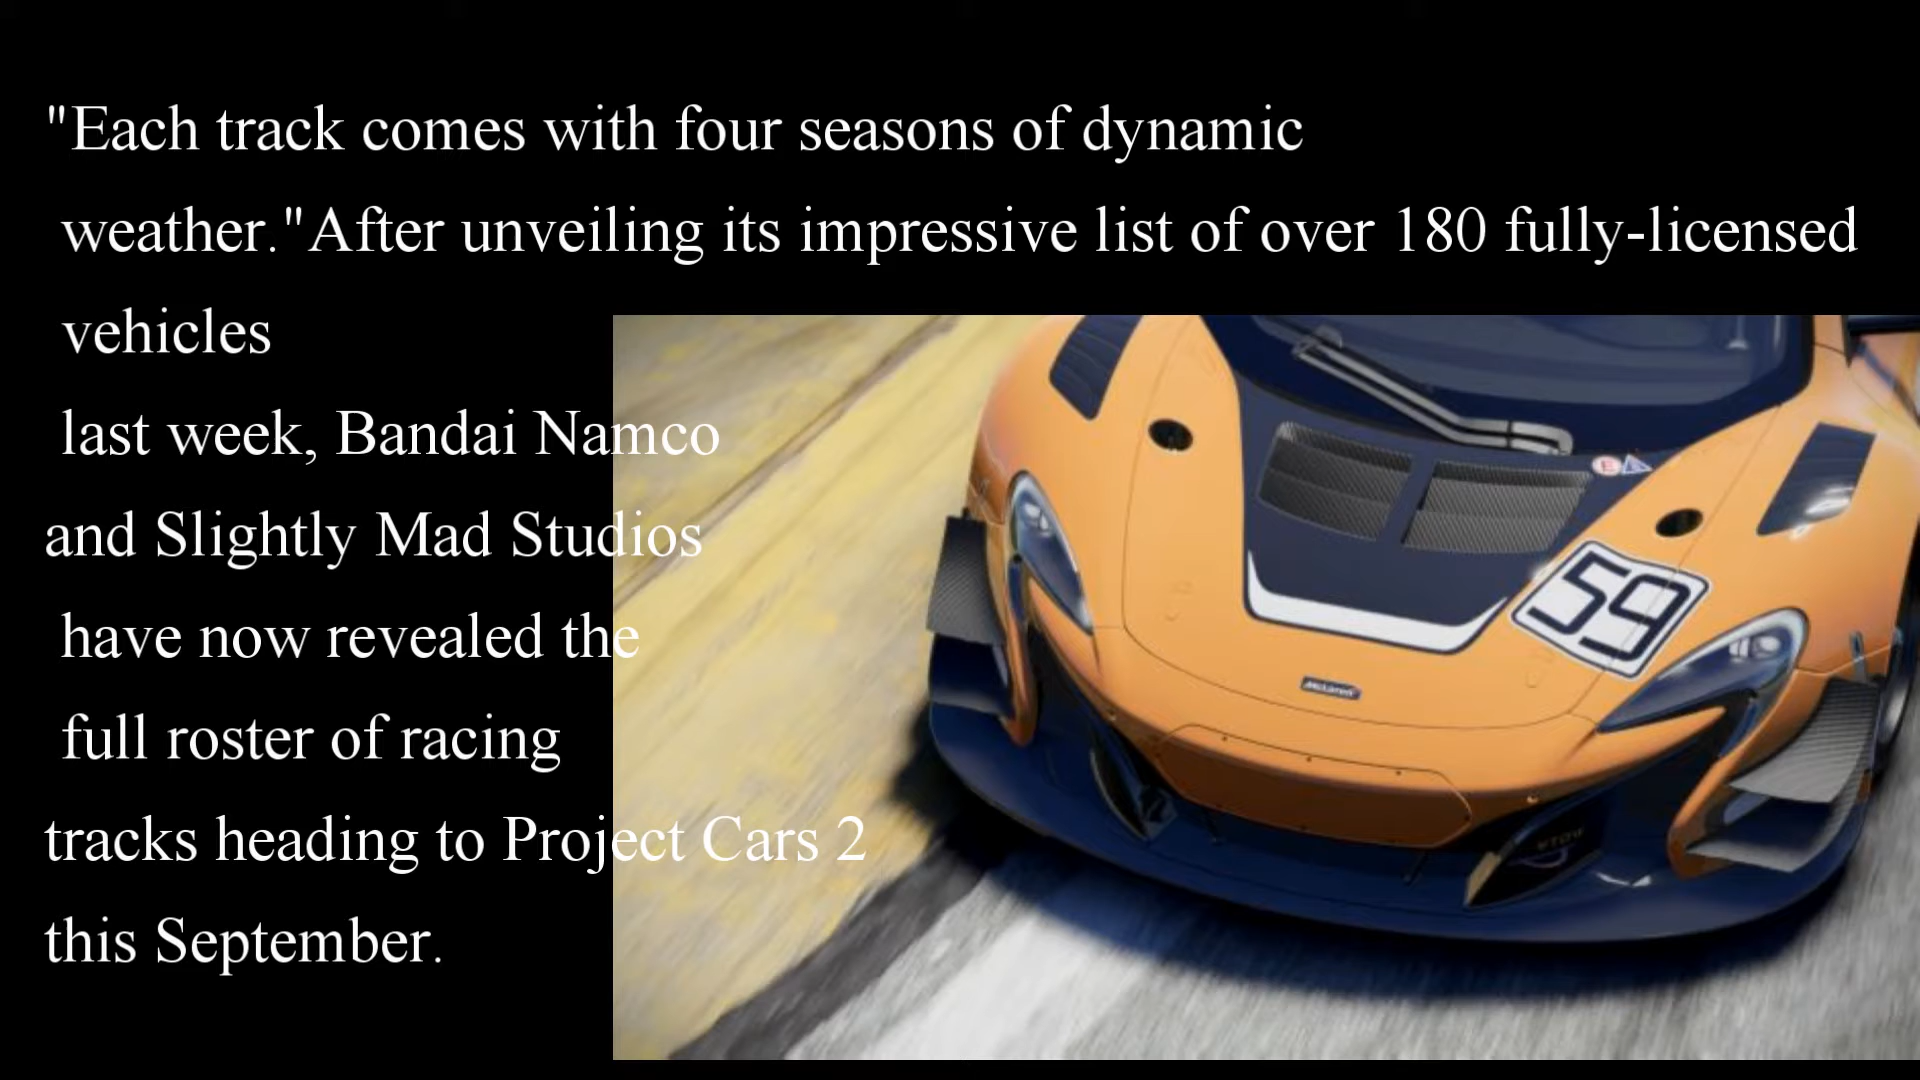 "Each track comes with four seasons of dynamic
weather."After unveiling its impressive list of over 180 fully-licensed
vehicles
last week, Bandai Namco
and Slightly Mad Studios
have now revealed the
full roster of racing
tracks heading to Project Cars 2
this September.
59
McLaren